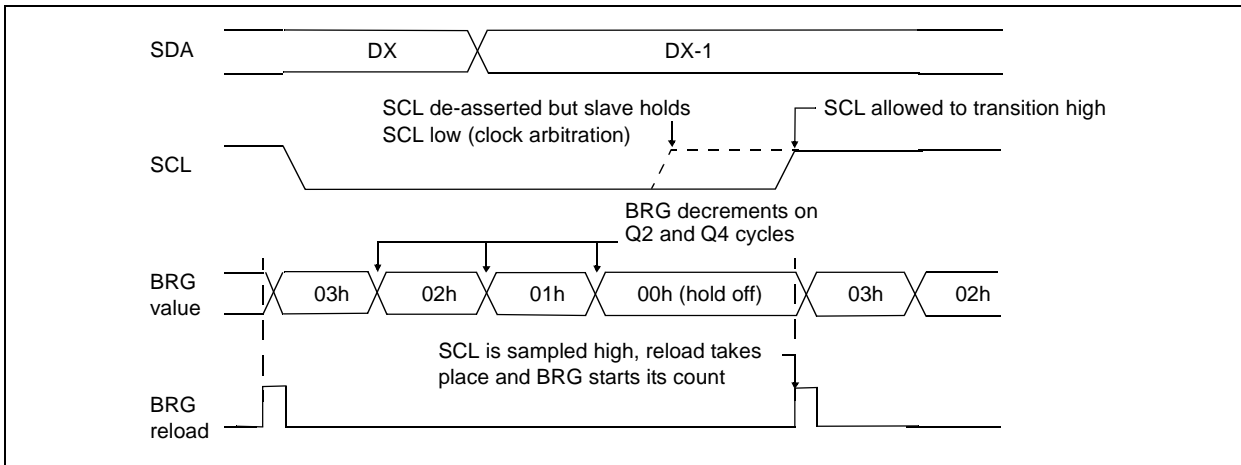 SDA
DX
DX-1
SCL de-asserted but slave holds
SCL low (clock arbitration)
SCL allowed to transition high
SCL
BRG decrements on
Q2 and Q4 cycles
BRG
value
03h
02h
01h
00h (hold off)
03h
02h
SCL is sampled high, reload takes
place and BRG starts its count
BRG
reload